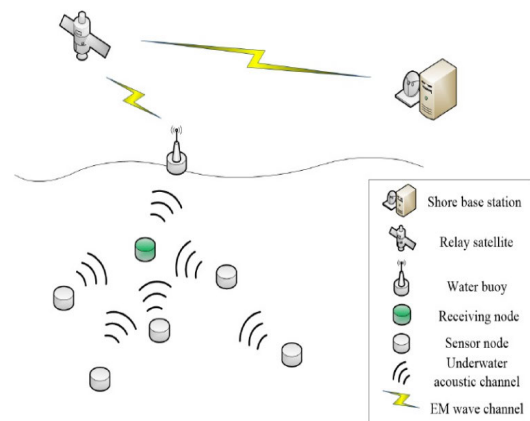 Shore base station
Relay satellite
Water buoy
Receiving node
Sensor node
Underwater
acoustic channel
EM wave channel